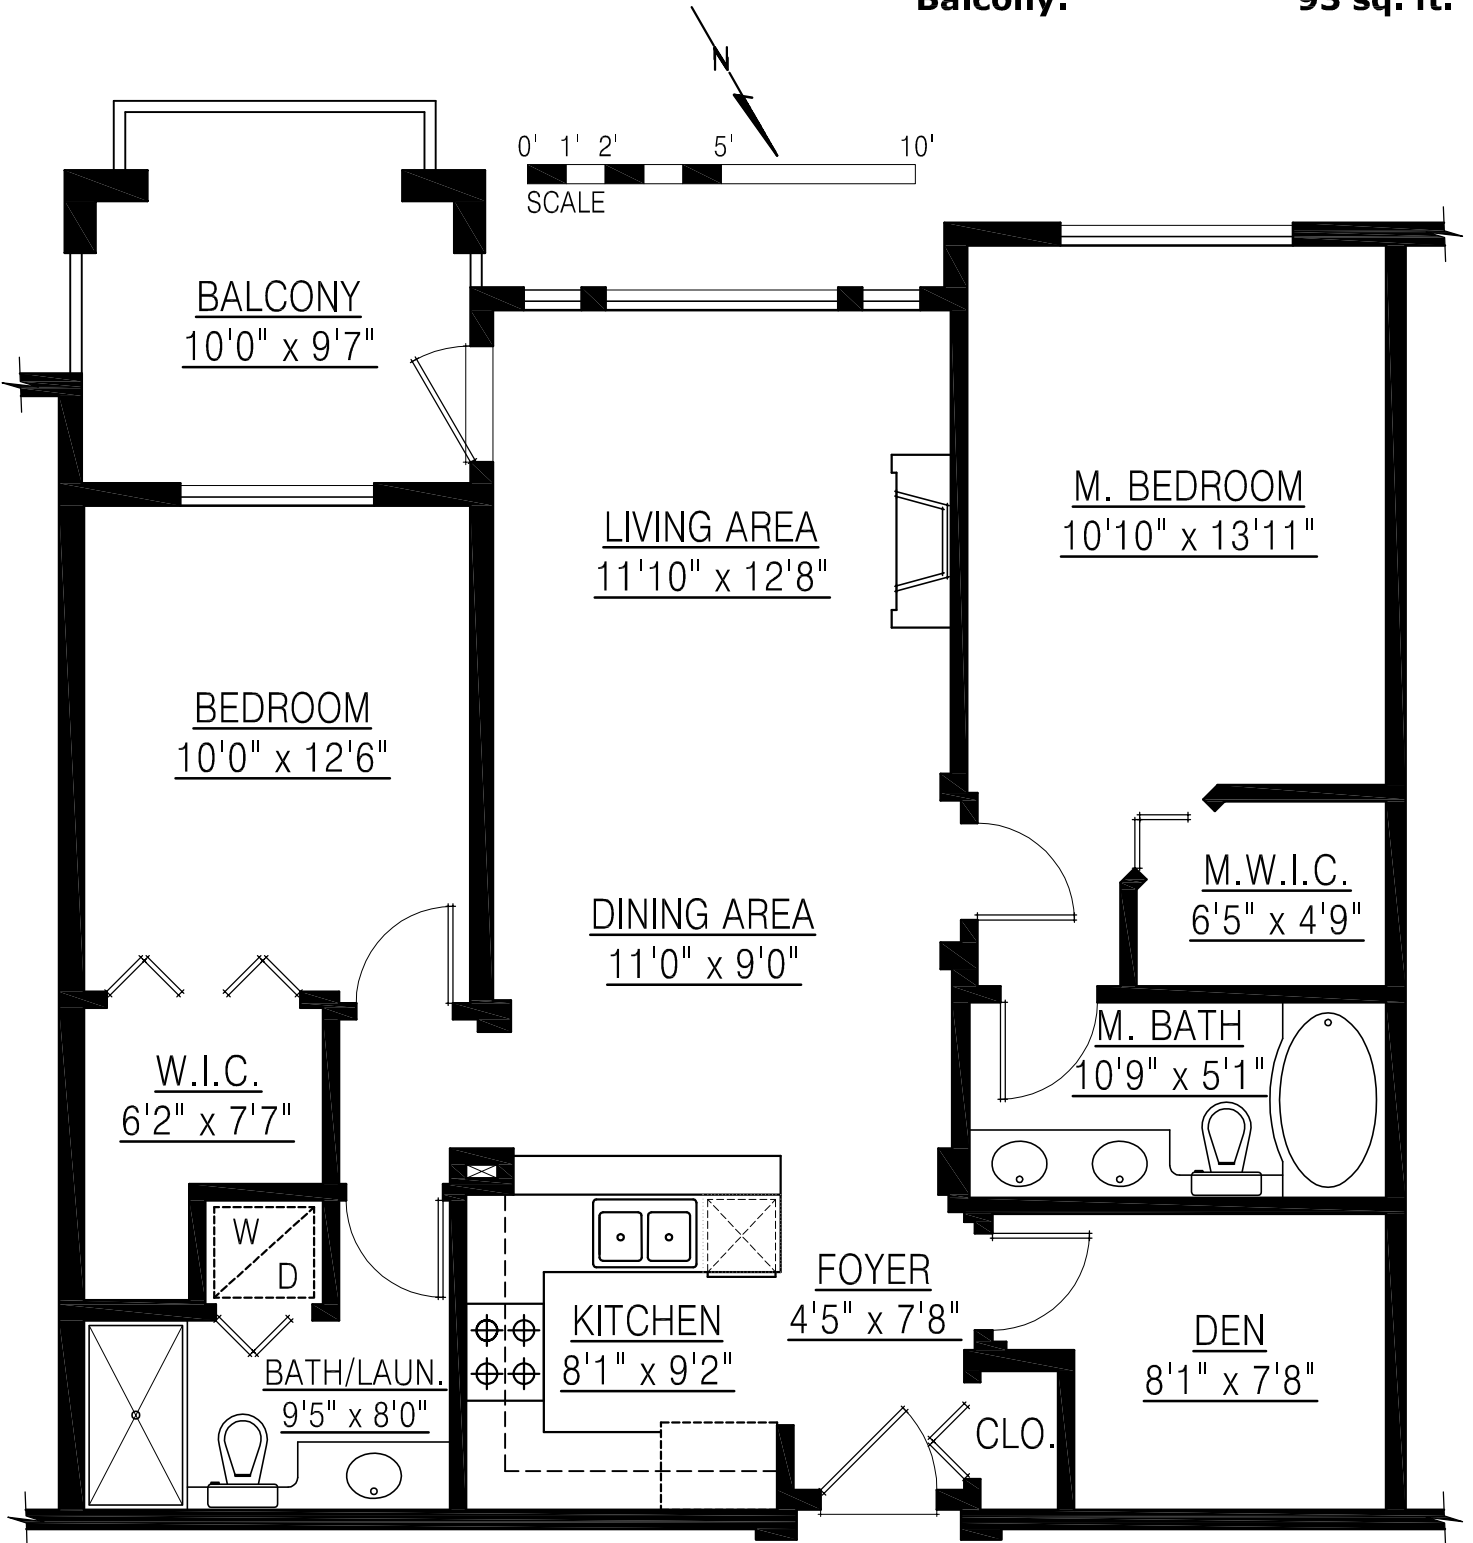 Balcony: 93 sq. ft.
N
0' 1' 2' 5' 10'
SCALE
BALCONY
10'0" x 9'7"
LIVING AREA
11'10" x 12'8"
M. BEDROOM
10'10" x 13'11"
BEDROOM
10'0" x 12'6"
DINING AREA
11'0" x 9'0"
M.W.I.C.
6'5" x 4'9"
W.I.C.
6'2" x 7'7"
M. BATH
10'9" x 5'1"
W
D
FOYER
4'5" x 7'8"
KITCHEN
8'1" x 9'2"
DEN
8'1" x 7'8"
BATH/LAUN.
9'5" x 8'0"
CLO.